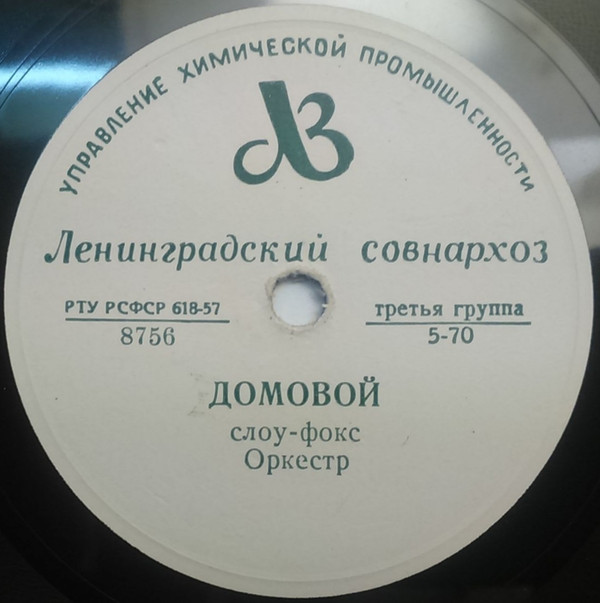 УПРАВЛЕНИЕ ХИМИЧЕСКОЙ ПРОМЫШЛЕННОСТИ
ЛЗ
Ленинградский совнархоз
РТУ РСФСР 618-57
8756
третья группа
5-70
ДОМОВОЙ
слоу-фокс
Оркестр